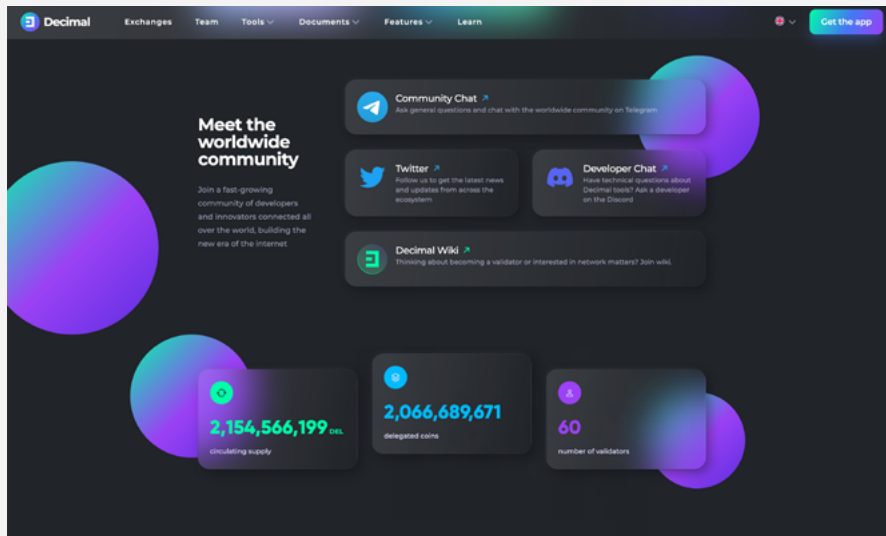 Decimal
Exchanges
Team
Tools
Documents
Features
Learn
Get the app
Meet the
worldwide
community
Join a fast-growing
community of developers
and innovators connected all
over the world, building the
new era of the internet
Community Chat
Ask general questions and chat with the worldwide community on Telegram
Twitter
Follow us to get the latest news
and updates from across the
ecosystem
Developer Chat
Have technical questions about
Decimal tools? Ask a developer
on the Discord
Decimal Wiki
Thinking about becoming a validator or interested in network matters? Join wiki.
2,154,566,199 DEL
circulating supply
2,066,689,671
delegated coins
60
number of validators